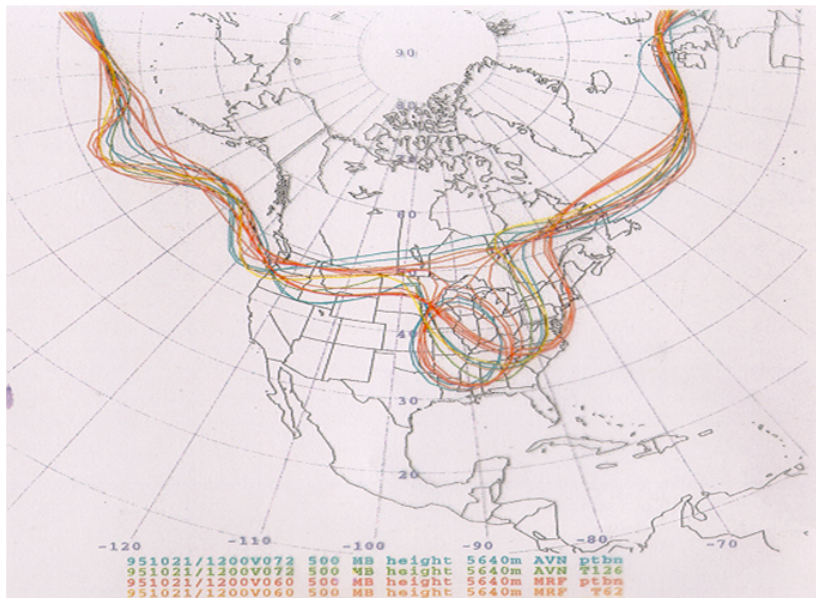 90
80
60
40
30
20
-120 -110 -100 -90 -80 -70
951021/1200V072 500 MB height 5640m AVN ptbn
951021/1200V072 500 MB height 5640m AVN T126
951021/1200V060 500 MB height 5640m MRF ptbn
951021/1200V060 500 MB height 5640m MRF T62